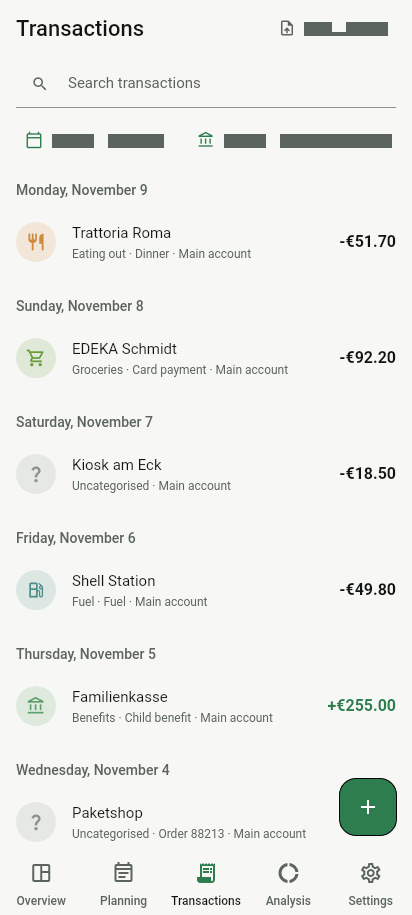 Transactions
Search transactions
Monday, November 9
Trattoria Roma
-€51.70
Eating out · Dinner · Main account
Sunday, November 8
EDEKA Schmidt
-€92.20
Groceries · Card payment · Main account
Saturday, November 7
Kiosk am Eck
-€18.50
Uncategorised · Main account
Friday, November 6
Shell Station
-€49.80
Fuel · Fuel · Main account
Thursday, November 5
Familienkasse
+€255.00
Benefits · Child benefit · Main account
Wednesday, November 4
Paketshop
Uncategorised · Order 88213 · Main account
Overview Planning Transactions Analysis Settings